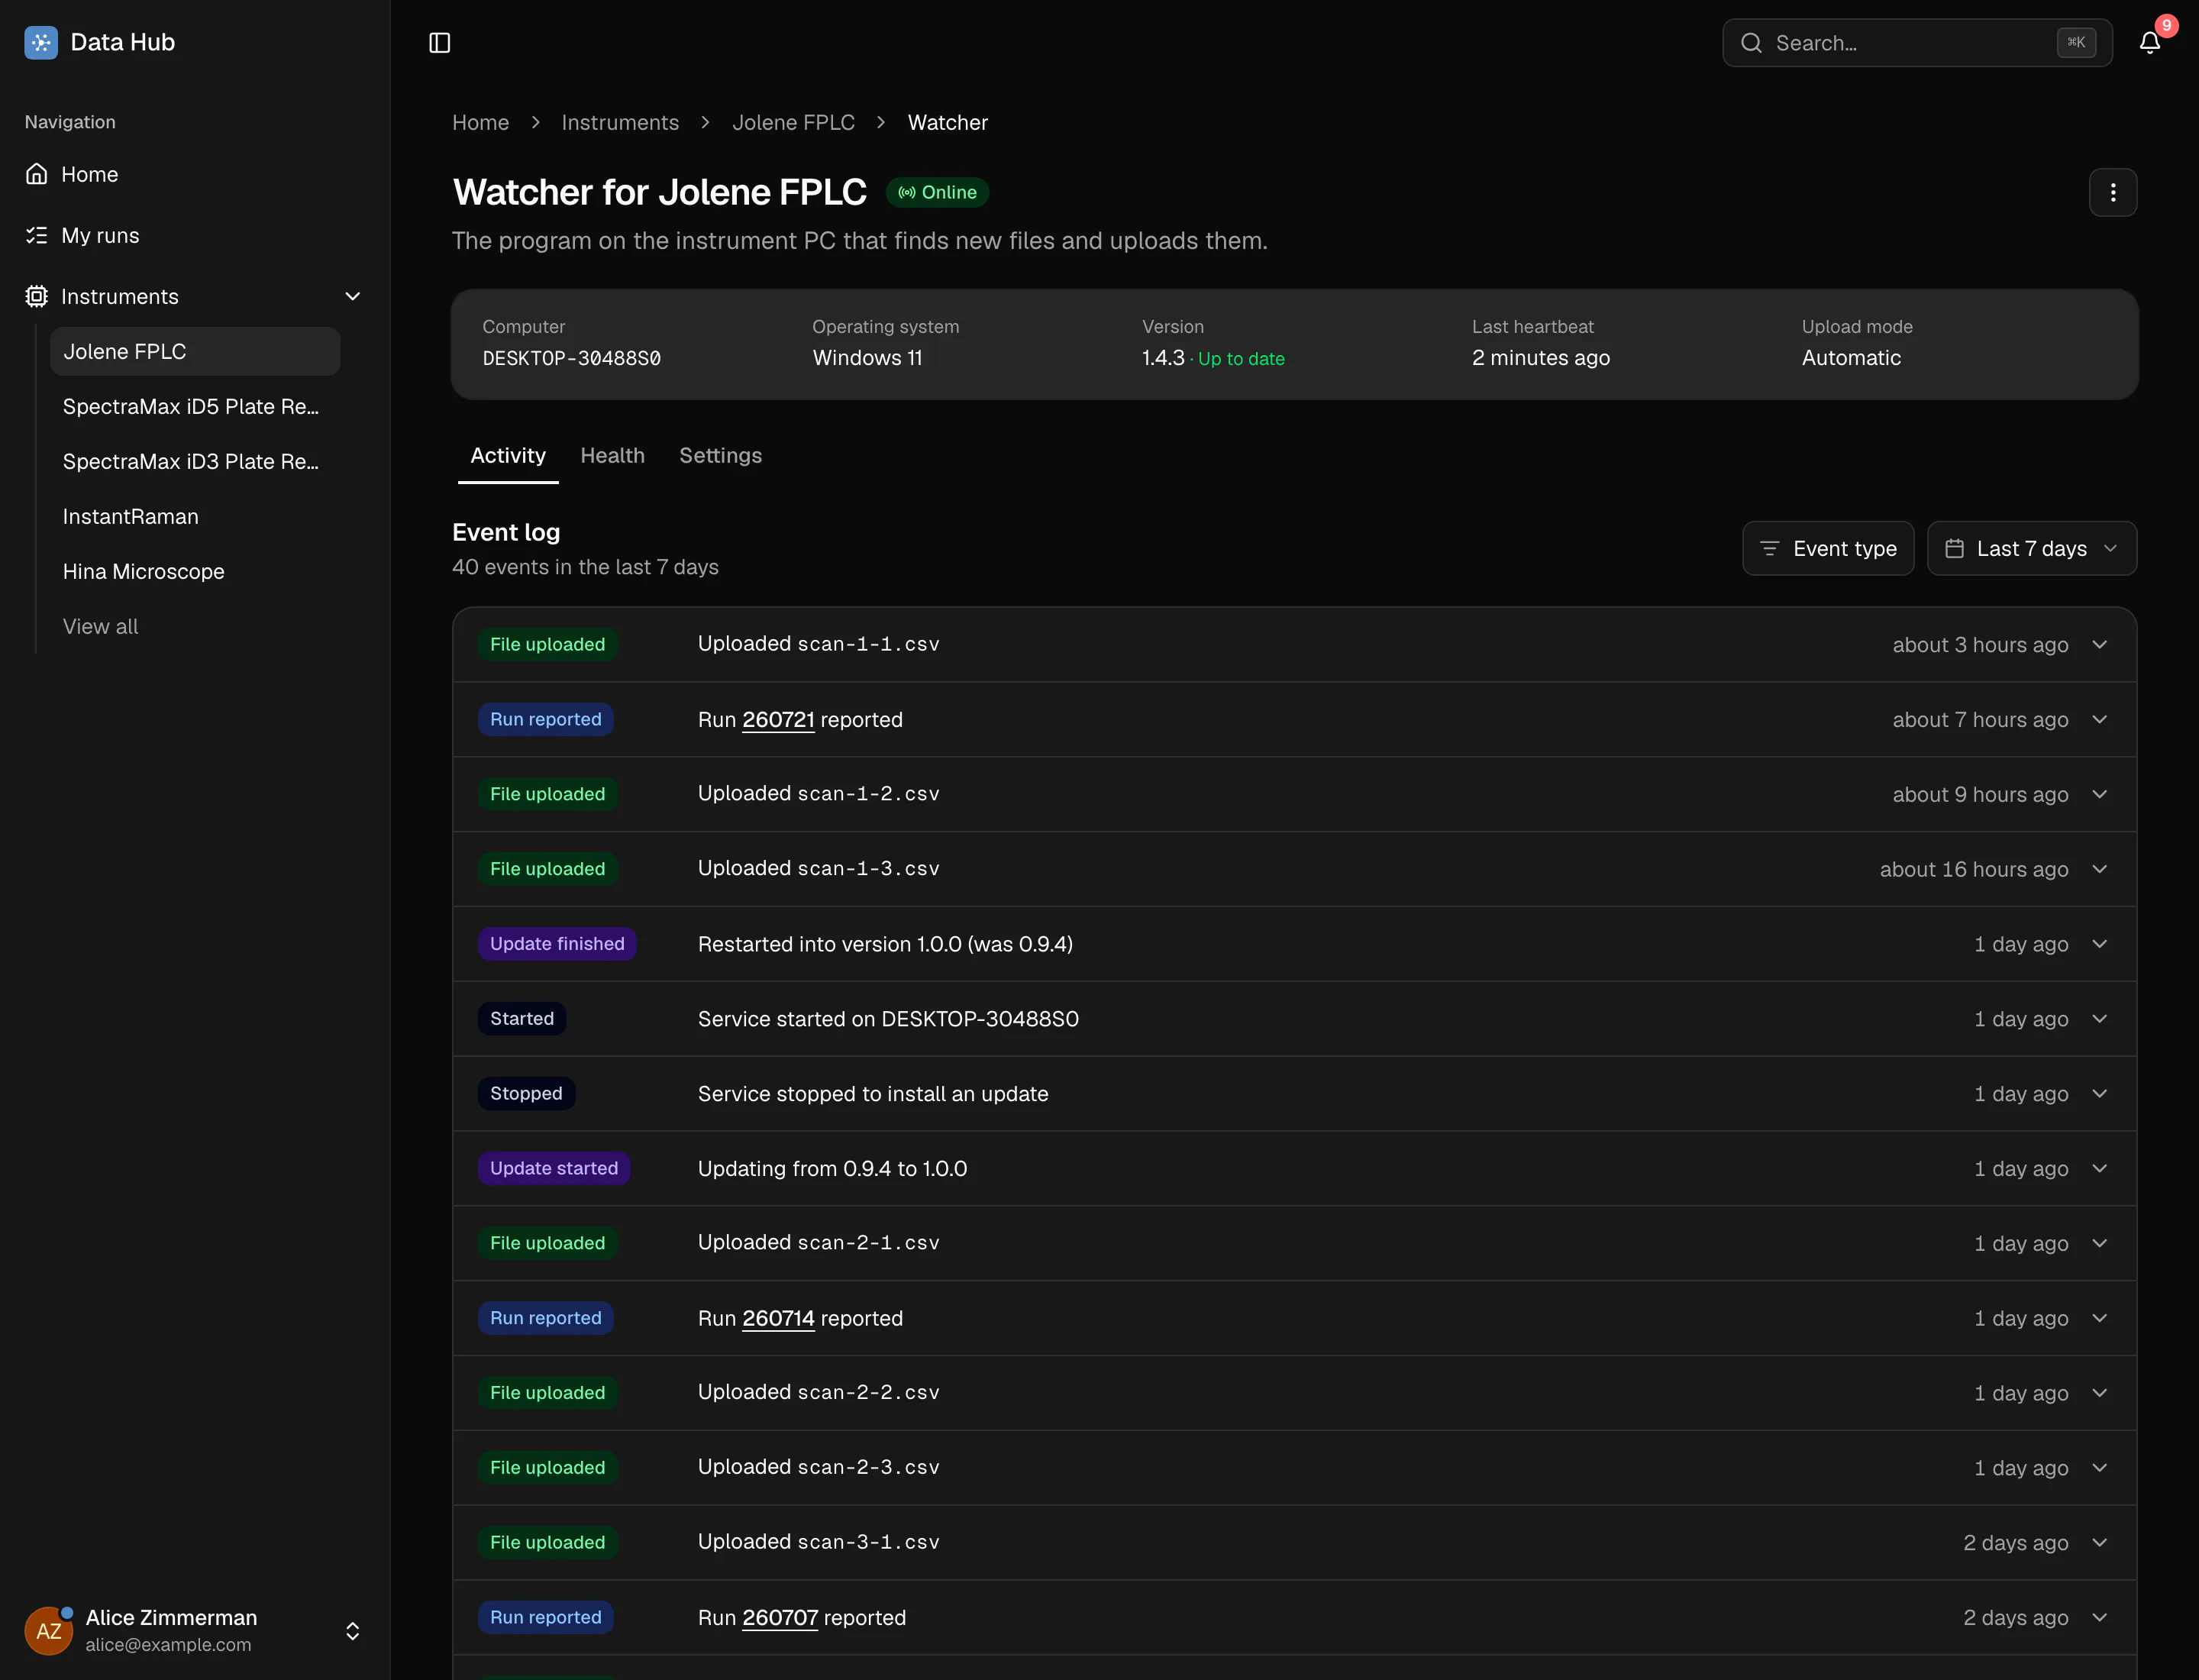 Data Hub
Search...
⌘K
9
Navigation
Home
My runs
Instruments
Jolene FPLC
SpectraMax iD5 Plate Re...
SpectraMax iD3 Plate Re...
InstantRaman
Hina Microscope
View all
Home > Instruments > Jolene FPLC > Watcher
Watcher for Jolene FPLC
Online
The program on the instrument PC that finds new files and uploads them.
Computer
DESKTOP-30488S0
Operating system
Windows 11
Version
1.4.3 · Up to date
Last heartbeat
2 minutes ago
Upload mode
Automatic
Activity Health Settings
Event log
40 events in the last 7 days
Event type
Last 7 days
File uploaded Uploaded scan-1-1.csv about 3 hours ago
Run reported Run 260721 reported about 7 hours ago
File uploaded Uploaded scan-1-2.csv about 9 hours ago
File uploaded Uploaded scan-1-3.csv about 16 hours ago
Update finished Restarted into version 1.0.0 (was 0.9.4) 1 day ago
Started Service started on DESKTOP-30488S0 1 day ago
Stopped Service stopped to install an update 1 day ago
Update started Updating from 0.9.4 to 1.0.0 1 day ago
File uploaded Uploaded scan-2-1.csv 1 day ago
Run reported Run 260714 reported 1 day ago
File uploaded Uploaded scan-2-2.csv 1 day ago
File uploaded Uploaded scan-2-3.csv 1 day ago
File uploaded Uploaded scan-3-1.csv 2 days ago
Run reported Run 260707 reported 2 days ago
AZ
Alice Zimmerman
alice@example.com